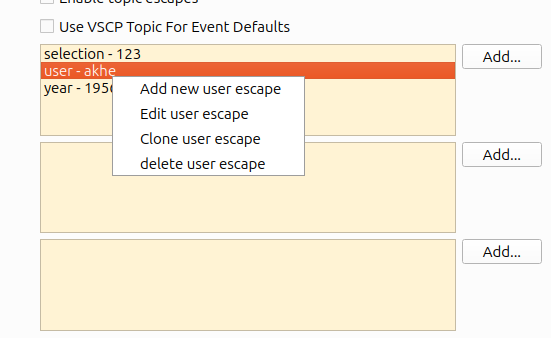 Enable topic escapes
Use VSCP Topic For Event Defaults
selection - 123
Add...
user - akhe
year - 195
Add new user escape
Edit user escape
Clone user escape
delete user escape
Add...
Add...